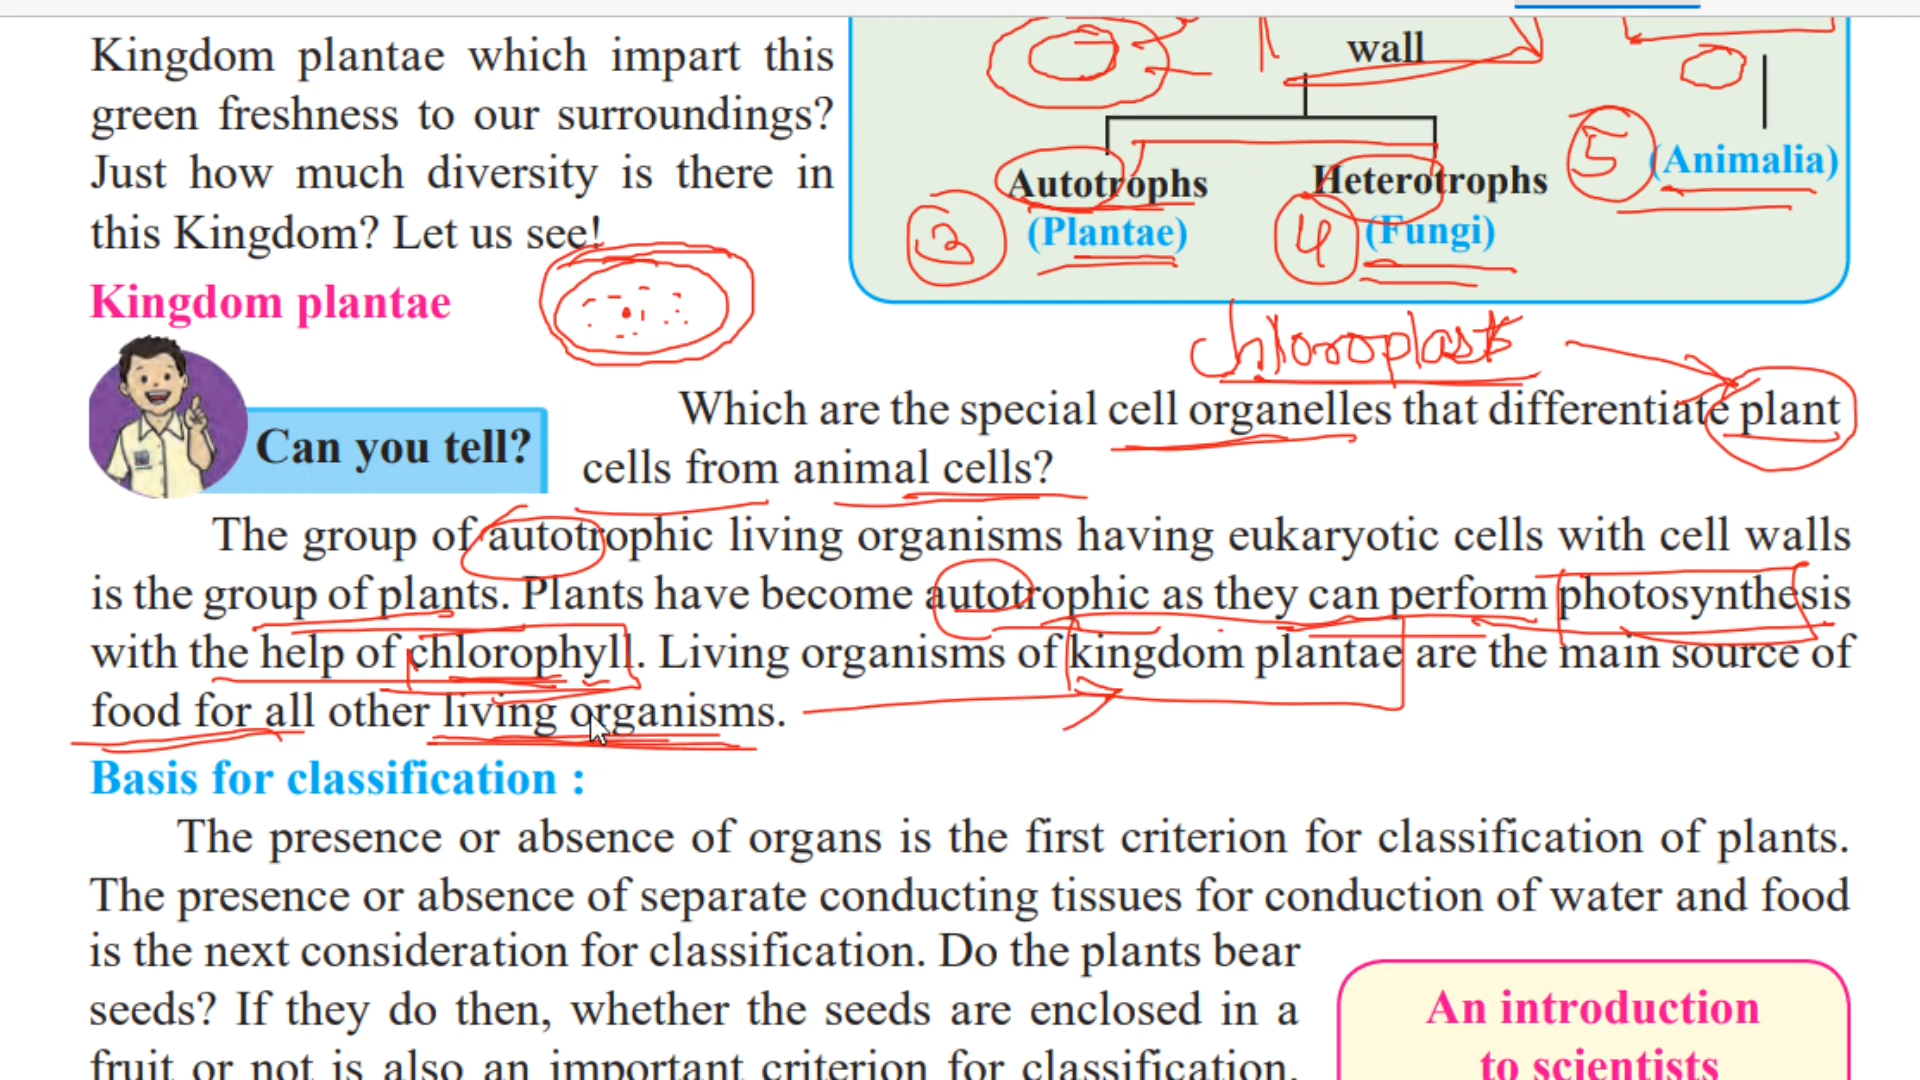 Kingdom plantae which impart this
green freshness to our surroundings?
Just how much diversity is there in
this Kingdom? Let us see!
wall
Autotrophs
Heterotrophs
3
(Plantae)
4
(Fungi)
5
(Animalia)
Kingdom plantae
chloroplast
Can you tell?
Which are the special cell organelles that differentiate plant
cells from animal cells?
The group of autotrophic living organisms having eukaryotic cells with cell walls
is the group of plants. Plants have become autotrophic as they can perform photosynthesis
with the help of chlorophyll. Living organisms of kingdom plantae are the main source of
food for all other living organisms.
Basis for classification :
The presence or absence of organs is the first criterion for classification of plants.
The presence or absence of separate conducting tissues for conduction of water and food
is the next consideration for classification. Do the plants bear
seeds? If they do then, whether the seeds are enclosed in a
fruit or not is also an important criterion for classification.
An introduction
to scientists